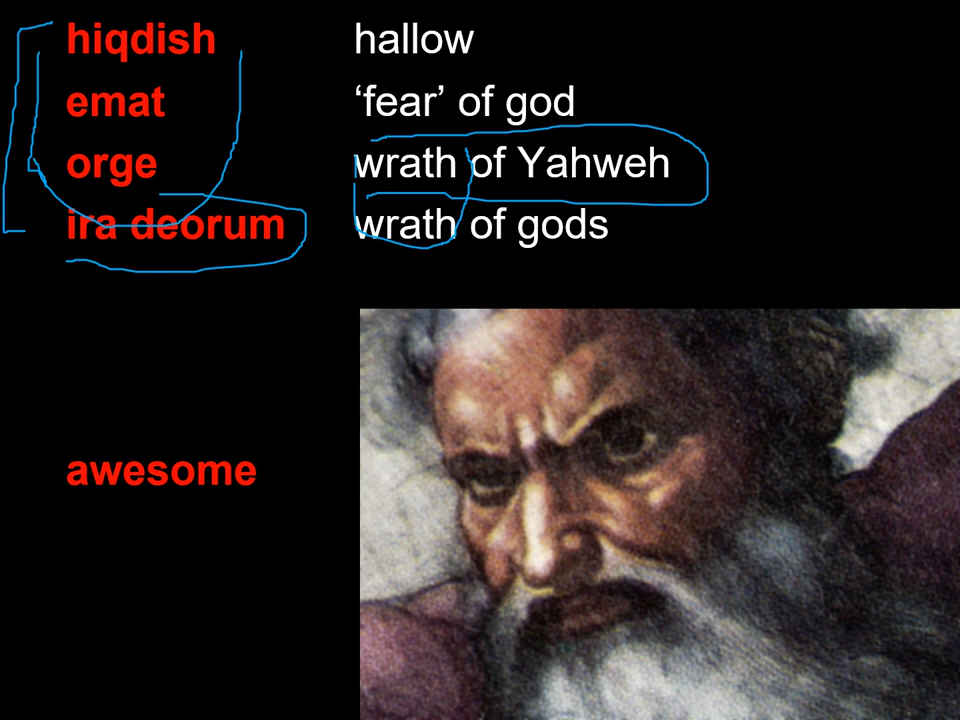 hiqdish hallow
emat ‘fear’ of god
orge wrath of Yahweh
ira deorum wrath of gods
awesome